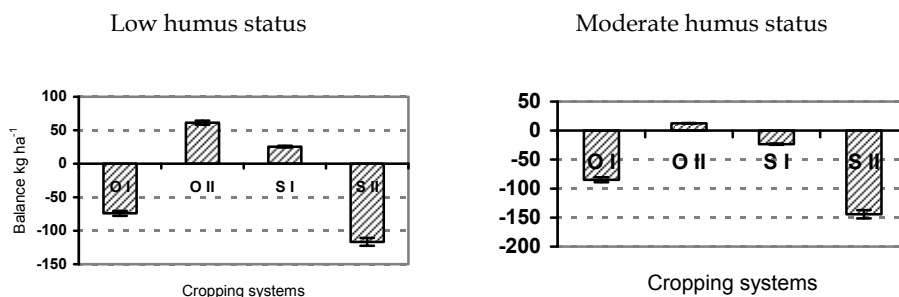 Low humus status
Balance kg ha⁻¹
100
50
0
-50
-100
-150
O I
O II
S I
S II
Cropping systems
Moderate humus status
50
0
-50
-100
-150
-200
O I
O II
S I
S II
Cropping systems